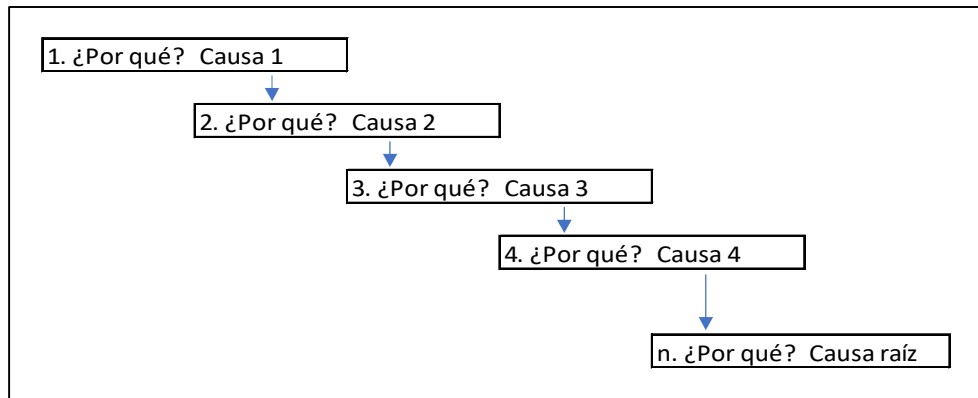 1. ¿Por qué? Causa 1
2. ¿Por qué? Causa 2
3. ¿Por qué? Causa 3
4. ¿Por qué? Causa 4
n. ¿Por qué? Causa raíz